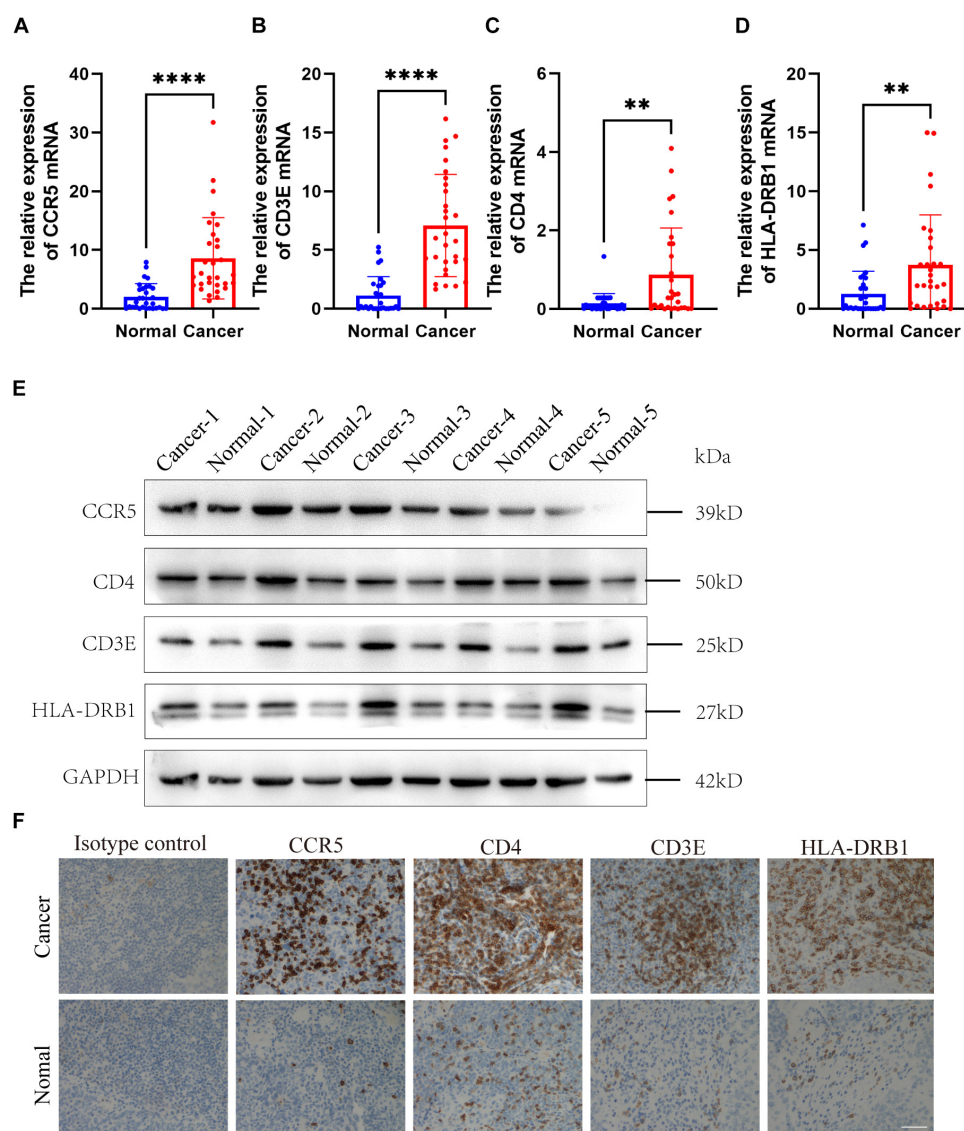 A
B
C
D
The relative expression
of CCR5 mRNA
40
30
20
10
0
****
Normal Cancer
The relative expression
of CD3E mRNA
20
15
10
5
0
****
Normal Cancer
The relative expression
of CD4 mRNA
6
4
2
0
**
Normal Cancer
The relative expression
of HLA-DRB1 mRNA
20
15
10
5
0
**
Normal Cancer
E
Cancer-1 Normal-1 Cancer-2 Normal-2 Cancer-3 Normal-3 Cancer-4 Normal-4 Cancer-5 Normal-5
kDa
CCR5 39kD
CD4 50kD
CD3E 25kD
HLA-DRB1 27kD
GAPDH 42kD
F
Isotype control CCR5 CD4 CD3E HLA-DRB1
Cancer
Nomal